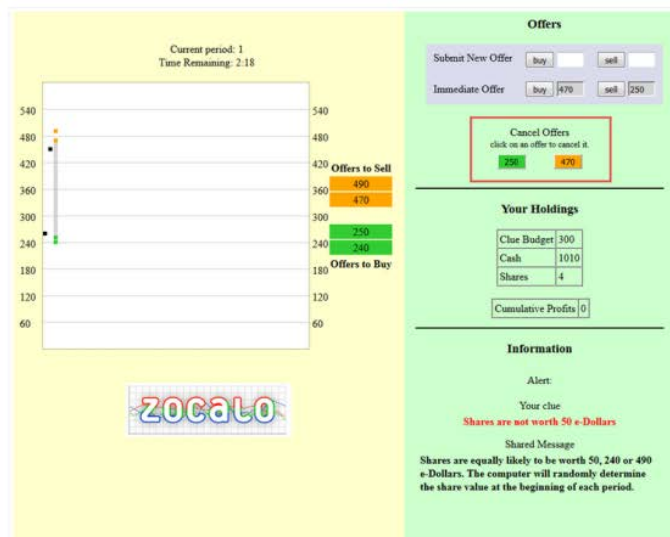 Current period: 1
Time Remaining: 2:18
540 540
480 480
420 420
360 360
300 300
240 240
180 180
120 120
60 60
Offers to Sell
490
470
250
240
Offers to Buy
ZOCALO
Offers
Submit New Offer buy sell
Immediate Offer buy 470 sell 250
Cancel Offers
click on an offer to cancel it.
250 470
Your Holdings
Clue Budget 300
Cash 1010
Shares 4
Cumulative Profits 0
Information
Alert:
Your clue
Shares are not worth 50 e-Dollars
Shared Message
Shares are equally likely to be worth 50, 240 or 490
e-Dollars. The computer will randomly determine
the share value at the beginning of each period.